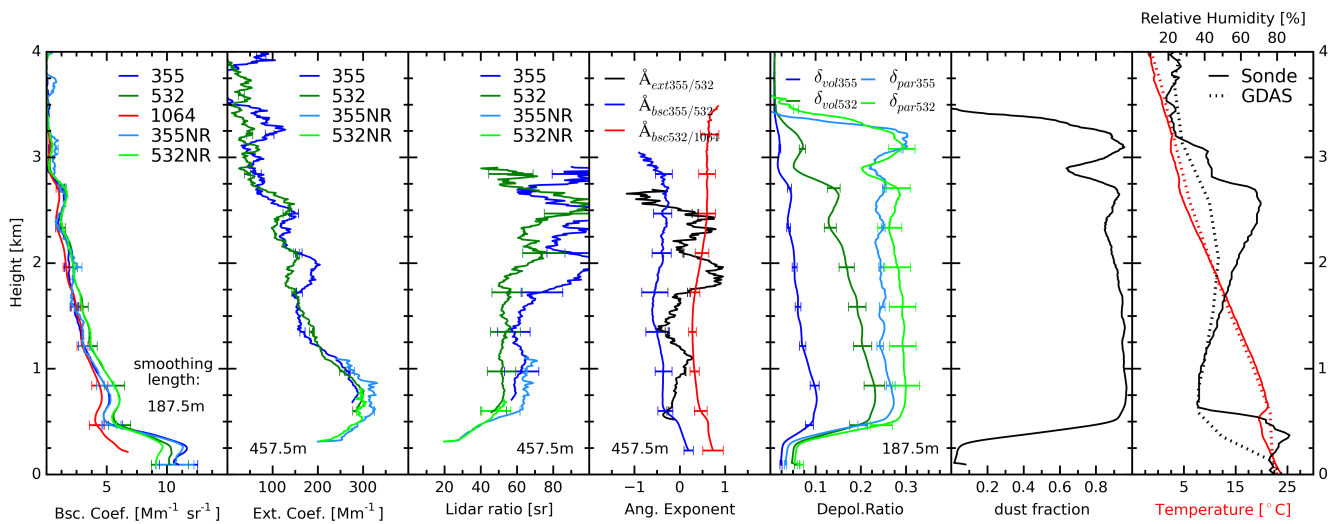 Relative Humidity [%]
20 40 60 80
4
3
2
1
0
Height [km]
355
532
1064
355NR
532NR
smoothing
length:
187.5m
5 10
Bsc. Coef. [Mm⁻¹ sr⁻¹]
355
532
355NR
532NR
457.5m
100 200 300
Ext. Coef. [Mm⁻¹]
355
532
355NR
532NR
457.5m
20 40 60 80
Lidar ratio [sr]
Å_ext355/532
Å_bsc355/532
Å_bsc532/1064
457.5m
−1 0 1
Ang. Exponent
δ_vol355 δ_par355
δ_vol532 δ_par532
187.5m
0.1 0.2 0.3
Depol.Ratio
0.2 0.4 0.6 0.8
dust fraction
Sonde
GDAS
4
3
2
1
0
5 15 25
Temperature [°C]